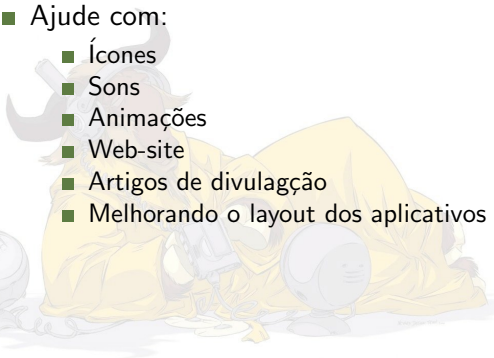 Ajude com:
Ícones
Sons
Animações
Web-site
Artigos de divulagção
Melhorando o layout dos aplicativos